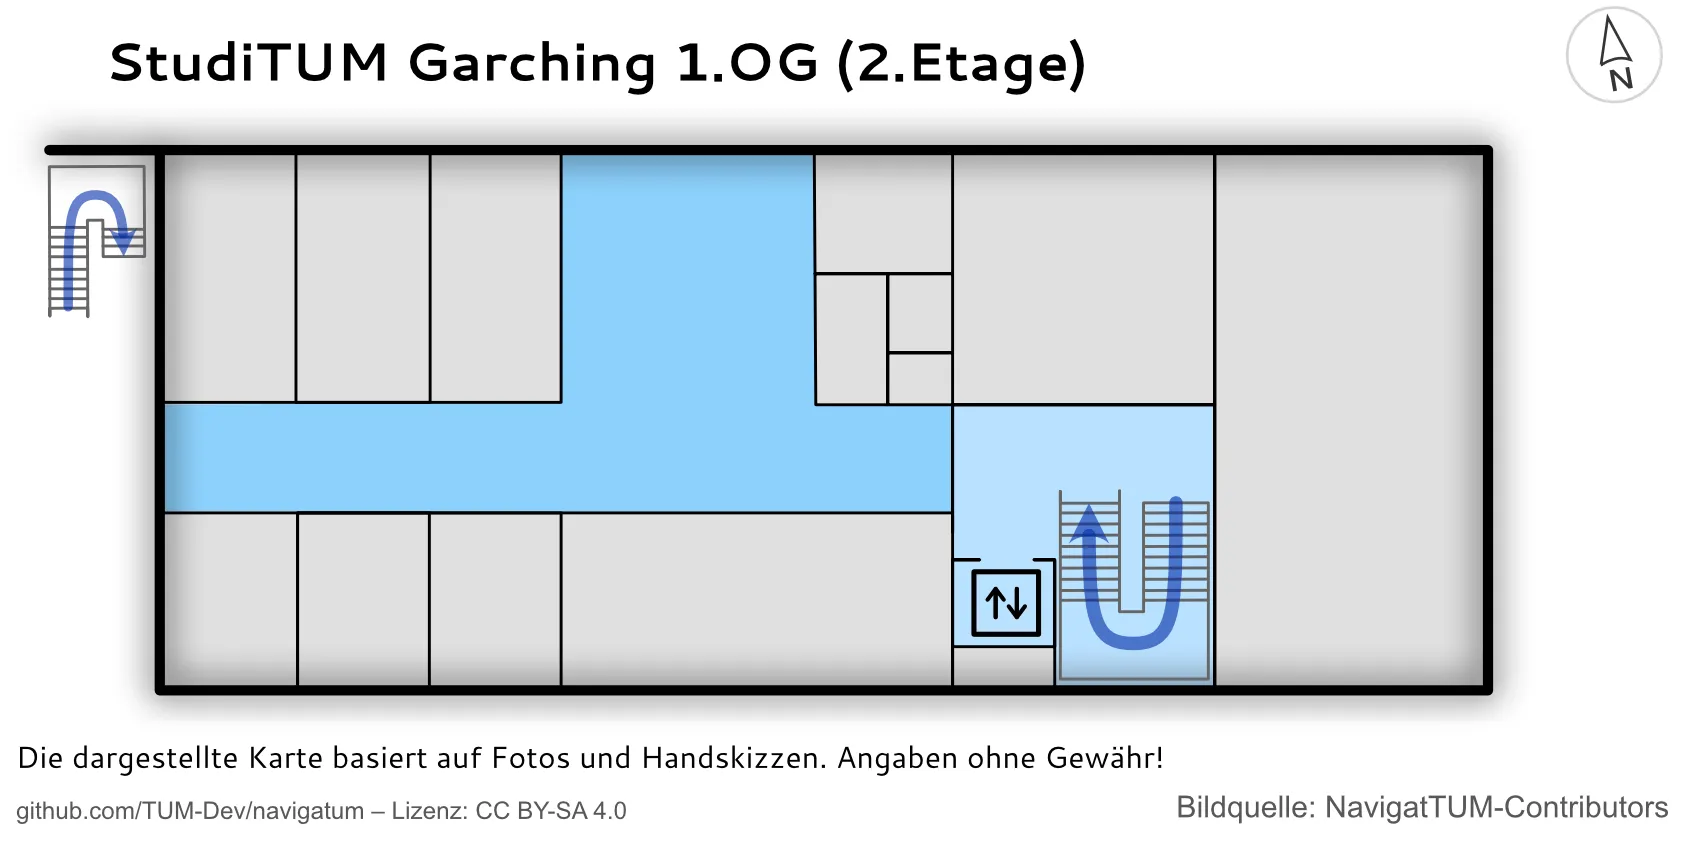 StudiTUM Garching 1.OG (2.Etage)
N
Die dargestellte Karte basiert auf Fotos und Handskizzen. Angaben ohne Gewähr!
github.com/TUM-Dev/navigatum – Lizenz: CC BY-SA 4.0
Bildquelle: NavigatTUM-Contributors